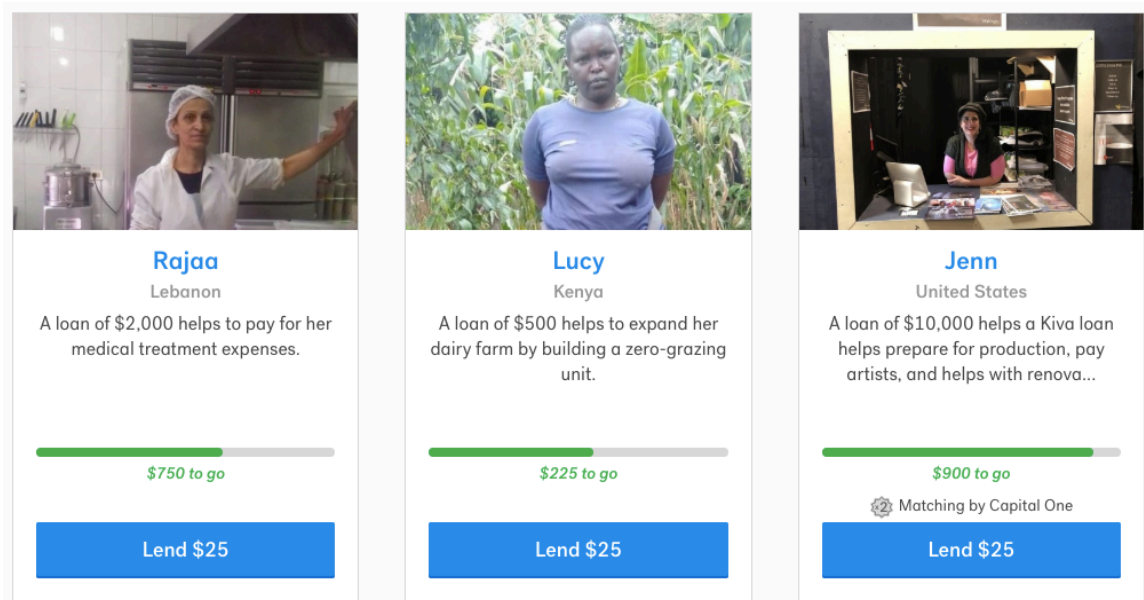 Rajaa
Lebanon
A loan of $2,000 helps to pay for her
medical treatment expenses.
$750 to go
Lend $25
Lucy
Kenya
A loan of $500 helps to expand her
dairy farm by building a zero-grazing
unit.
$225 to go
Lend $25
Jenn
United States
A loan of $10,000 helps a Kiva loan
helps prepare for production, pay
artists, and helps with renova...
$900 to go
x2 Matching by Capital One
Lend $25